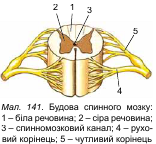 2 1 3
5
4
Мал. 141. Будова спинного мозку:
1 – біла речовина; 2 – сіра речовина;
3 – спинномозковий канал; 4 – рухо-
вий корінець; 5 – чутливий корінець